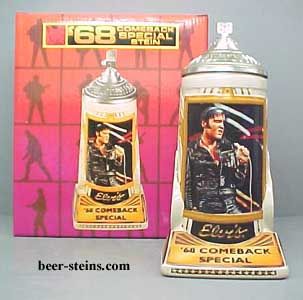 '68 COMEBACK
SPECIAL
STEIN
Elvis
'68 COMEBACK
SPECIAL
beer-steins.com